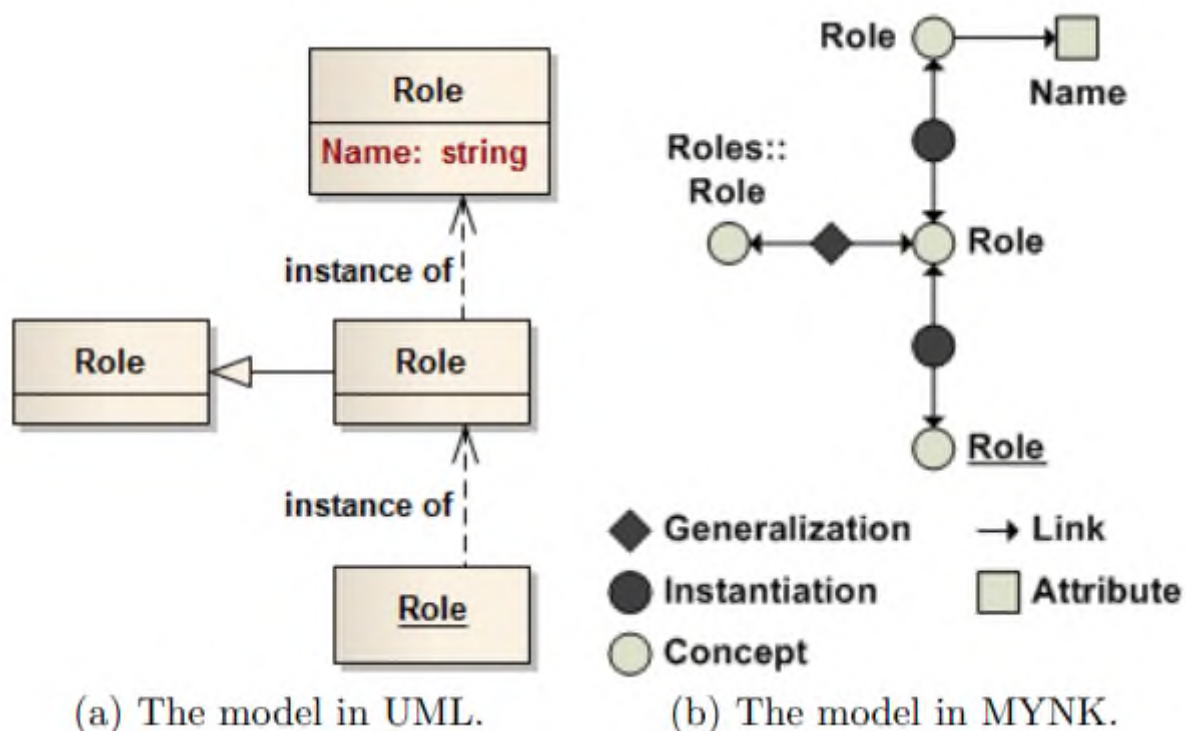 Role
Name: string
instance of
Role
Role
instance of
Role
(a) The model in UML.
Role
Name
Roles::
Role
Role
Role
Generalization
Link
Instantiation
Attribute
Concept
(b) The model in MYNK.